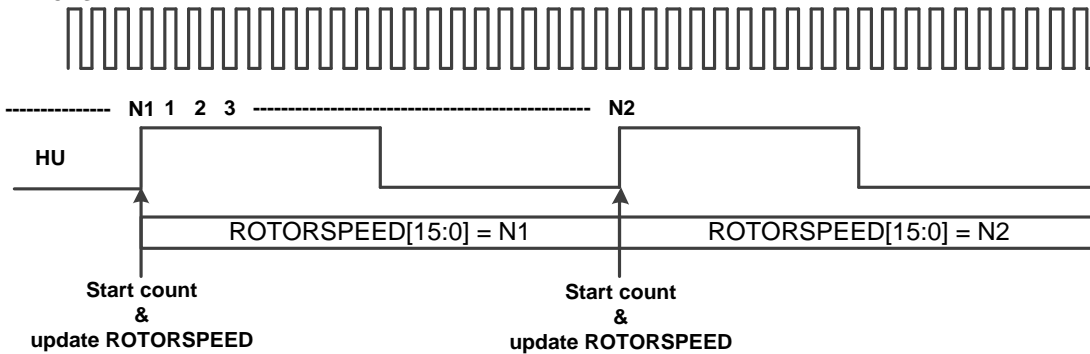 N1 1 2 3 N2
HU
ROTORSPEED[15:0] = N1 ROTORSPEED[15:0] = N2
Start count Start count
& &
update ROTORSPEED update ROTORSPEED